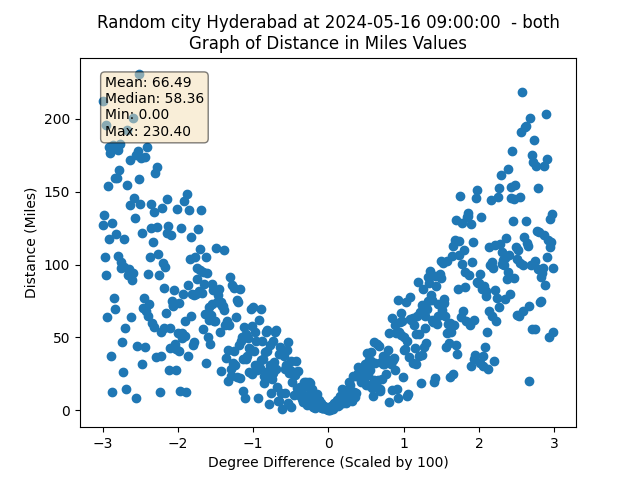 Random city Hyderabad at 2024-05-16 09:00:00  - both
Graph of Distance in Miles Values
Mean: 66.49
Median: 58.36
Min: 0.00
Max: 230.40
200
150
100
50
0
Distance (Miles)
−3
−2
−1
0
1
2
3
Degree Difference (Scaled by 100)